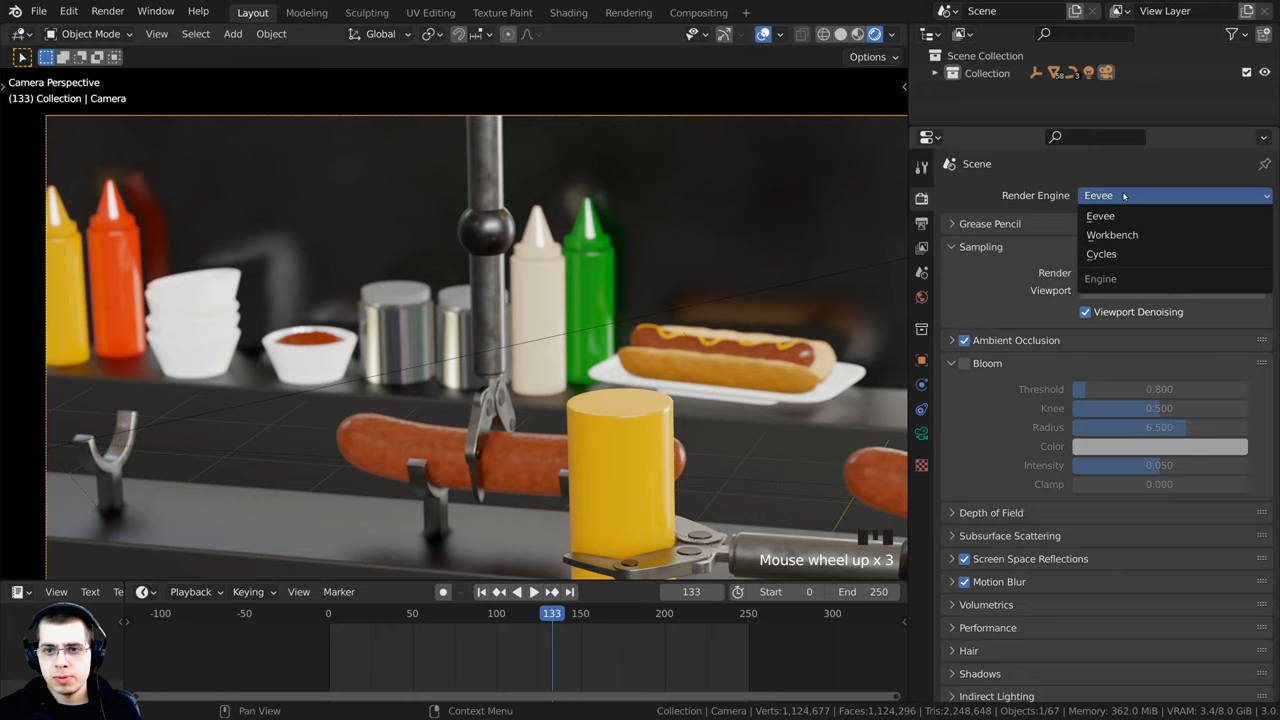 File Edit Render Window Help Layout Modeling Sculpting UV Editing Texture Paint Shading Rendering Compositing + Scene View Layer
Object Mode View Select Add Object Global
Options
Camera Perspective
(133) Collection | Camera
Scene Collection
Collection 58 3
Scene
Render Engine Eevee
Eevee
Workbench
Cycles
Engine
Grease Pencil
Sampling
Render
Viewport
Viewport Denoising
Ambient Occlusion
Bloom
Threshold 0.800
Knee 0.500
Radius 6.500
Color
Intensity 0.050
Clamp 0.000
Depth of Field
Subsurface Scattering
Screen Space Reflections
Motion Blur
Volumetrics
Performance
Hair
Shadows
Indirect Lighting
Mouse wheel up x 3
View Text Te Playback Keying View Marker 133 Start 0 End 250
-100 -50 0 50 100 133 150 200 250 300
Pan View Context Menu Collection | Camera Verts:1,124,677 Faces:1,124,296 Tris:2,248,648 Objects:1/67 Memory: 362.0 MiB VRAM: 3.4/8.0 GiB 3.0